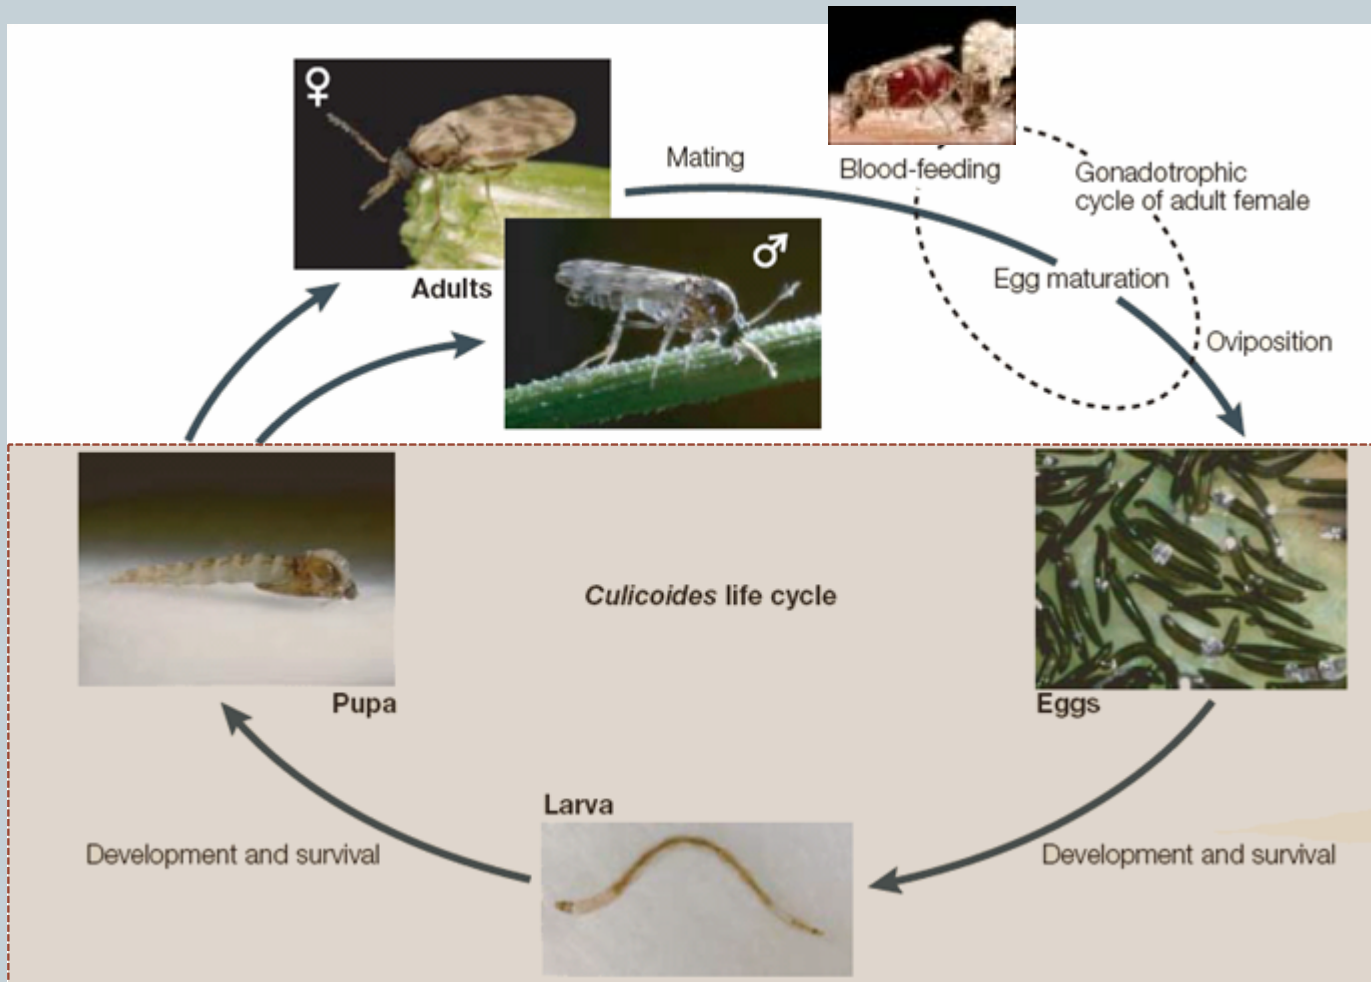 ♀
Mating
Blood-feeding
Gonadotrophic
cycle of adult female
♂
Adults
Egg maturation
Oviposition
Culicoides life cycle
Pupa
Eggs
Larva
Development and survival
Development and survival